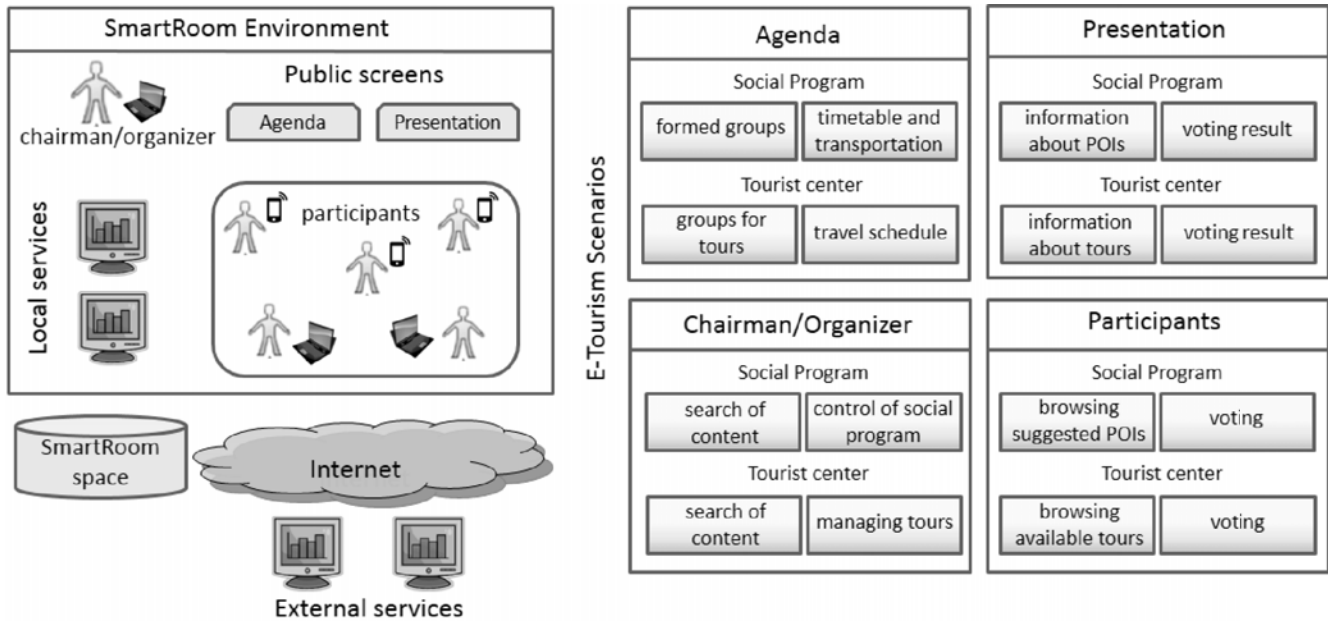 SmartRoom Environment
chairman/organizer
Public screens
Agenda
Presentation
Local services
participants
SmartRoom
space
Internet
External services
E-Tourism Scenarios
Agenda
Social Program
formed groups
timetable and
transportation
Tourist center
groups for
tours
travel schedule
Presentation
Social Program
information
about POIs
voting result
Tourist center
information
about tours
voting result
Chairman/Organizer
Social Program
search of
content
control of social
program
Tourist center
search of
content
managing tours
Participants
Social Program
browsing
suggested POIs
voting
Tourist center
browsing
available tours
voting